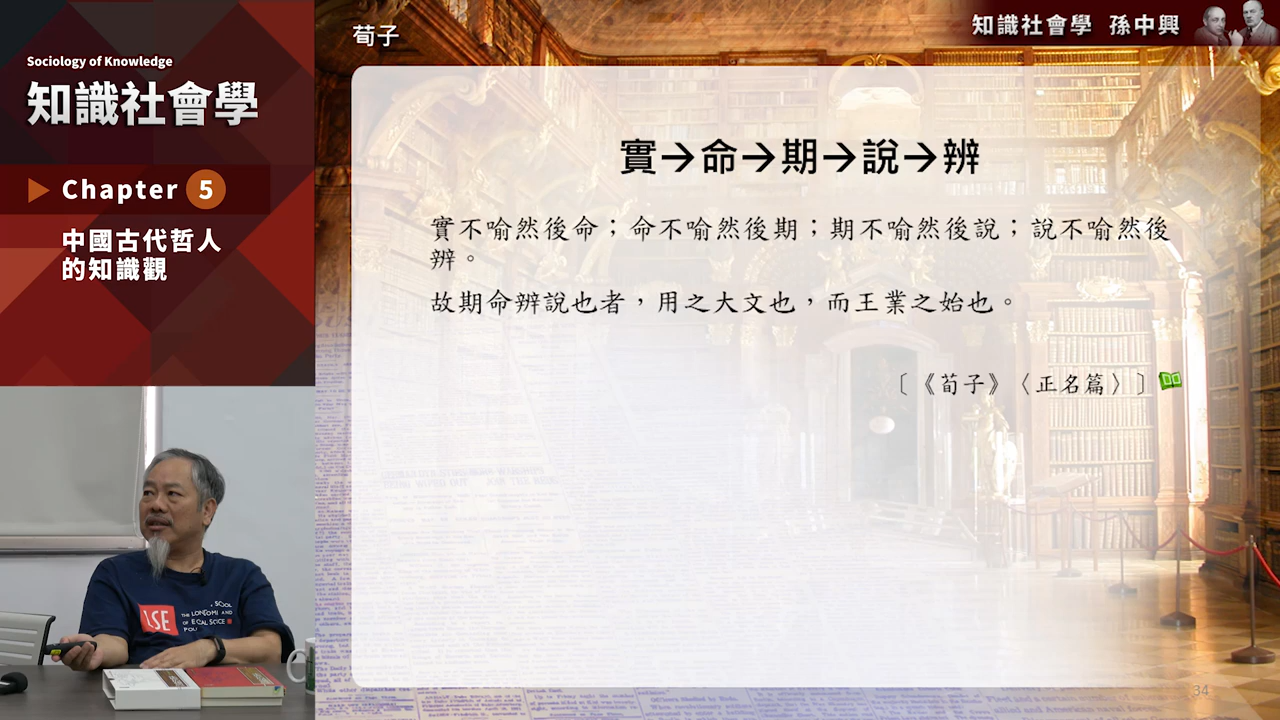 Sociology of Knowledge
知識社會學
Chapter 5
中國古代哲人
的知識觀
荀子
知識社會學 孫中興
實→命→期→說→辨
實不喻然後命；命不喻然後期；期不喻然後說；說不喻然後
辨。
故期命辨說也者，用之大文也，而王業之始也。
〔《荀子》〈正名篇〉〕
LSE
34